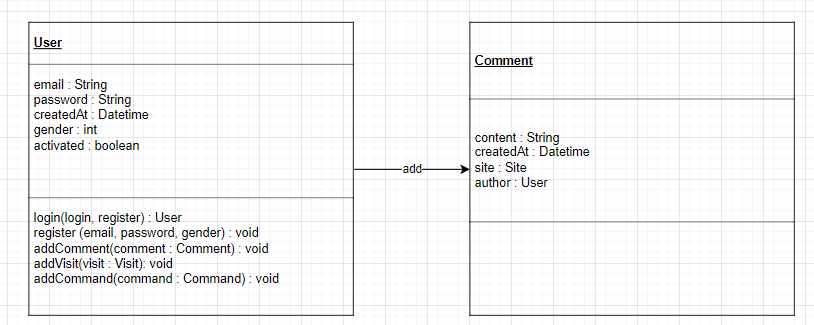 User
email : String
password : String
createdAt : Datetime
gender : int
activated : boolean
login(login, register) : User
register (email, password, gender) : void
addComment(comment : Comment) : void
addVisit(visit : Visit): void
addCommand(command : Command) : void
add
Comment
content : String
createdAt : Datetime
site : Site
author : User